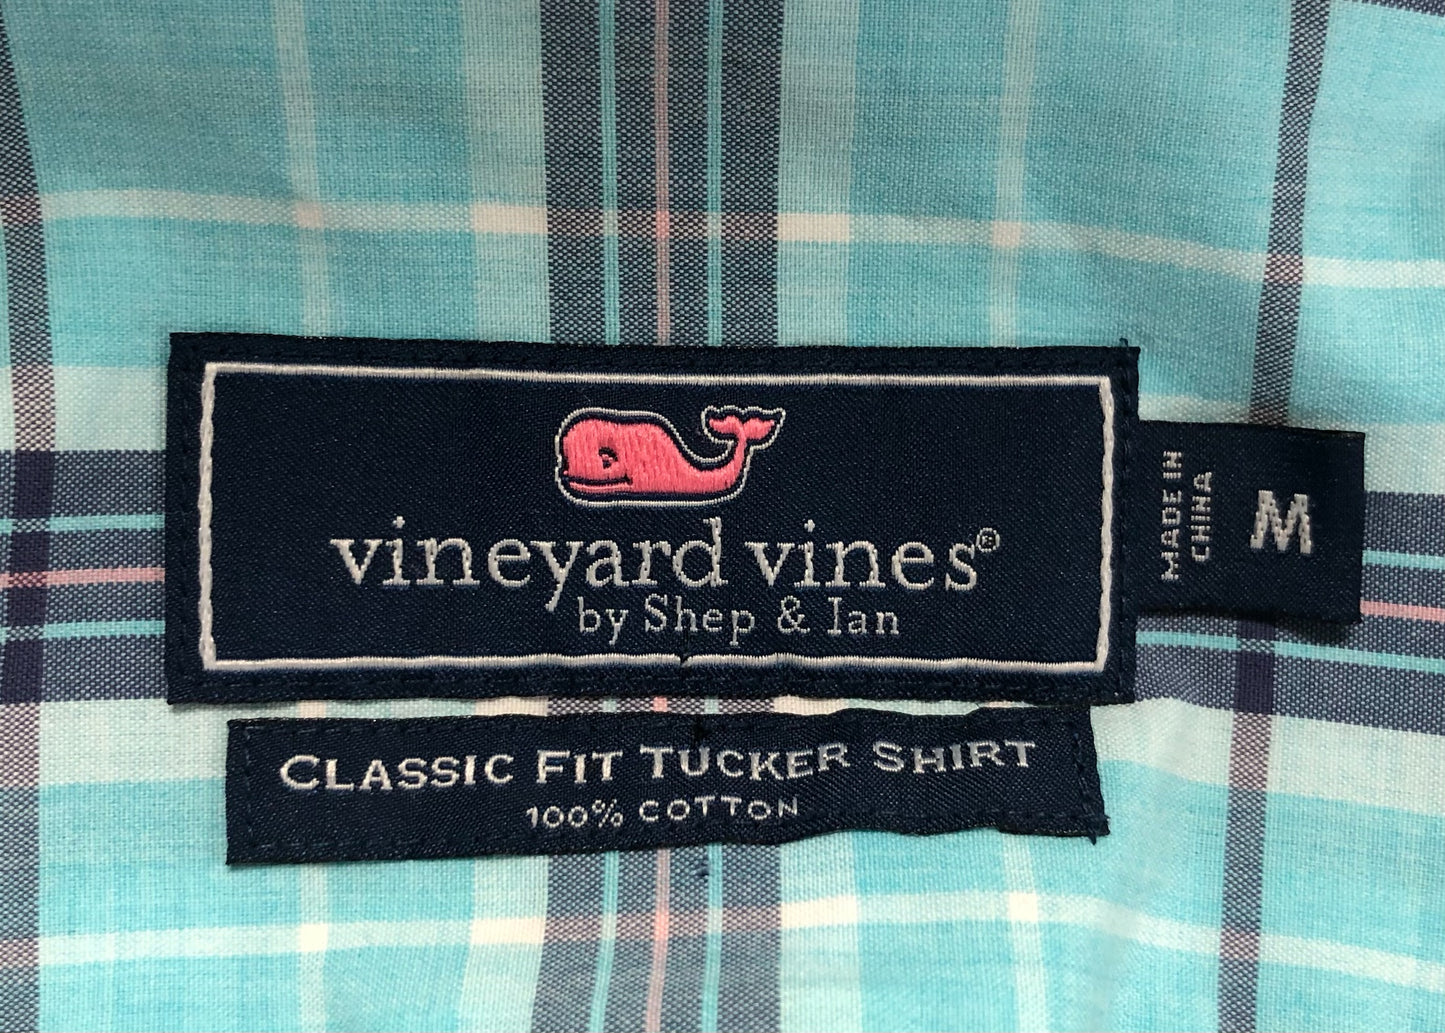 vineyard vines®
by Shep & Ian
MADE IN
CHINA
M
CLASSIC FIT TUCKER SHIRT
100% COTTON